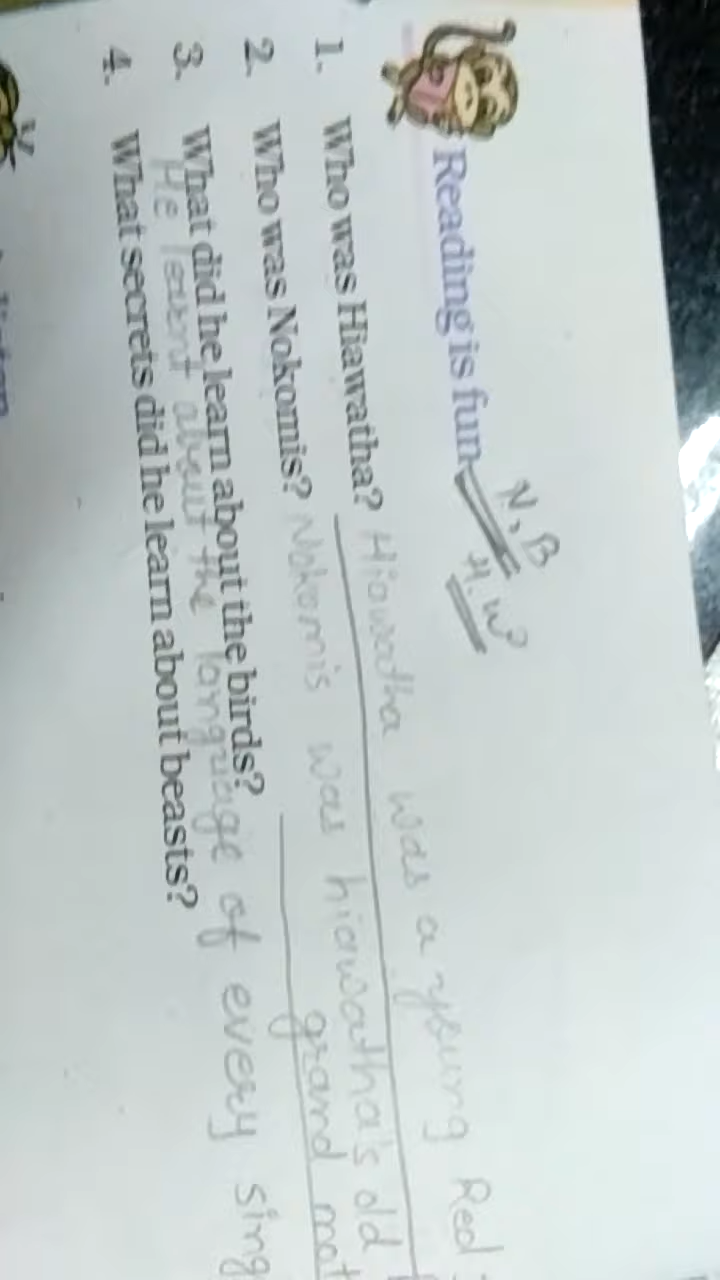 Reading is fun
N.B
H.W
1. Who was Hiawatha? Hiawatha was a young Red
2. Who was Nokomis? Nokomis was hiawatha's old
grand mot
3. What did he learn about the birds?
He learnt about the language of every sing
4. What secrets did he learn about beasts?